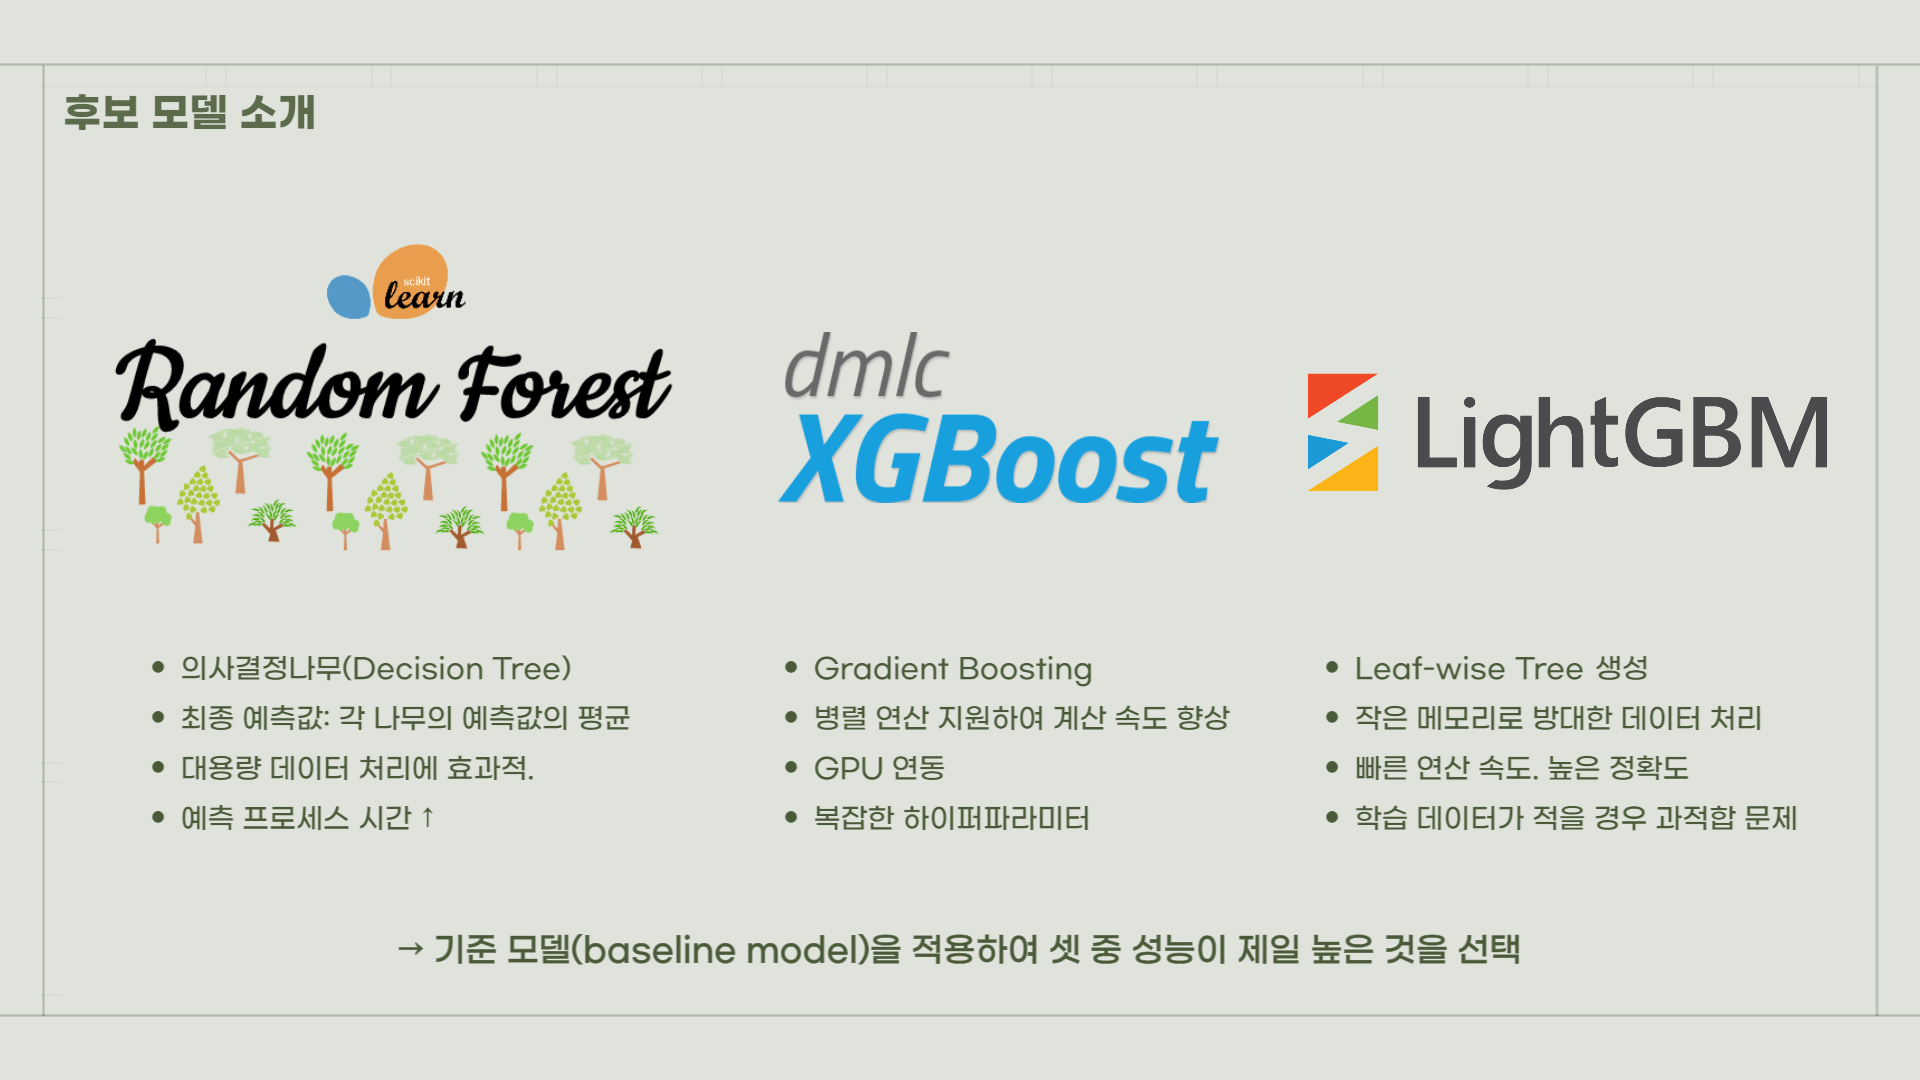 후보 모델 소개
scikit
learn
Random Forest
dmlc
XGBoost
LightGBM
• 의사결정나무(Decision Tree)
• 최종 예측값: 각 나무의 예측값의 평균
• 대용량 데이터 처리에 효과적.
• 예측 프로세스 시간 ↑
• Gradient Boosting
• 병렬 연산 지원하여 계산 속도 향상
• GPU 연동
• 복잡한 하이퍼파라미터
• Leaf-wise Tree 생성
• 작은 메모리로 방대한 데이터 처리
• 빠른 연산 속도. 높은 정확도
• 학습 데이터가 적을 경우 과적합 문제
→ 기준 모델(baseline model)을 적용하여 셋 중 성능이 제일 높은 것을 선택